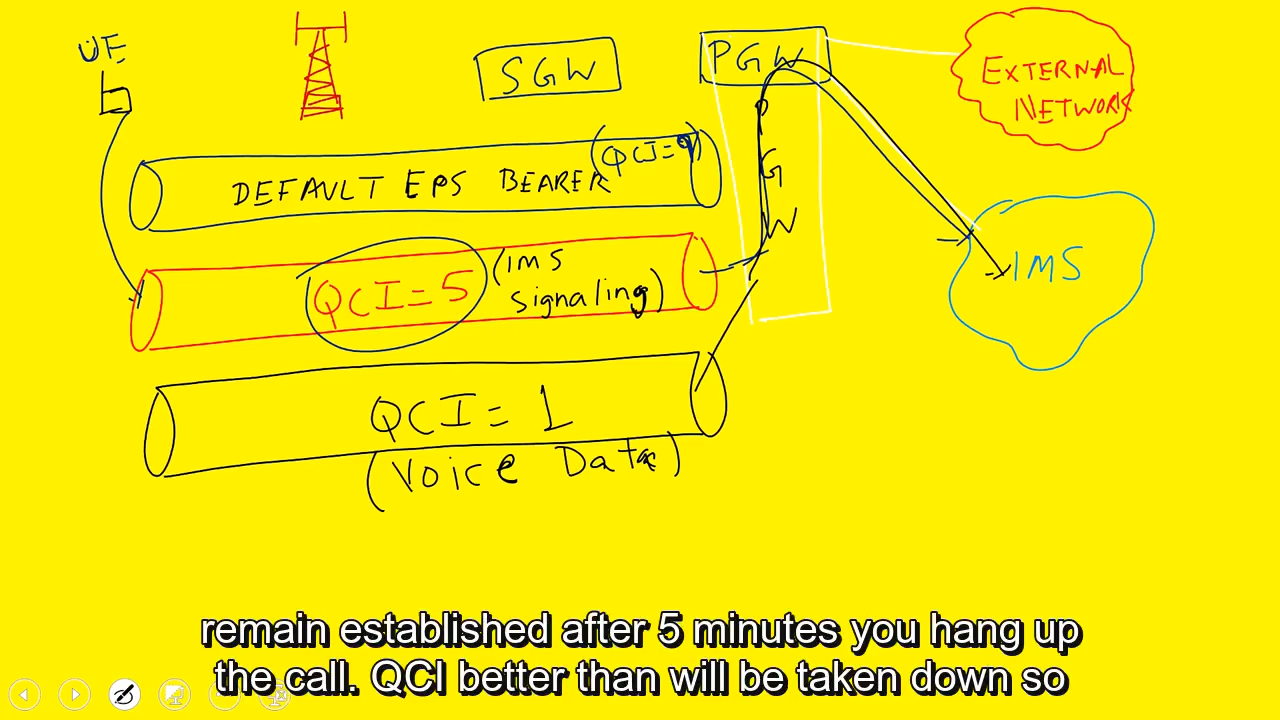 UE
SGW
PGW
EXTERNAL
NETWORK
PGW
(QCI=9)
DEFAULT EPS BEARER
QCI=5
(IMS
signaling)
IMS
QCI=1
(Voice Data)
remain established after 5 minutes you hang up
the call. QCI better than will be taken down so